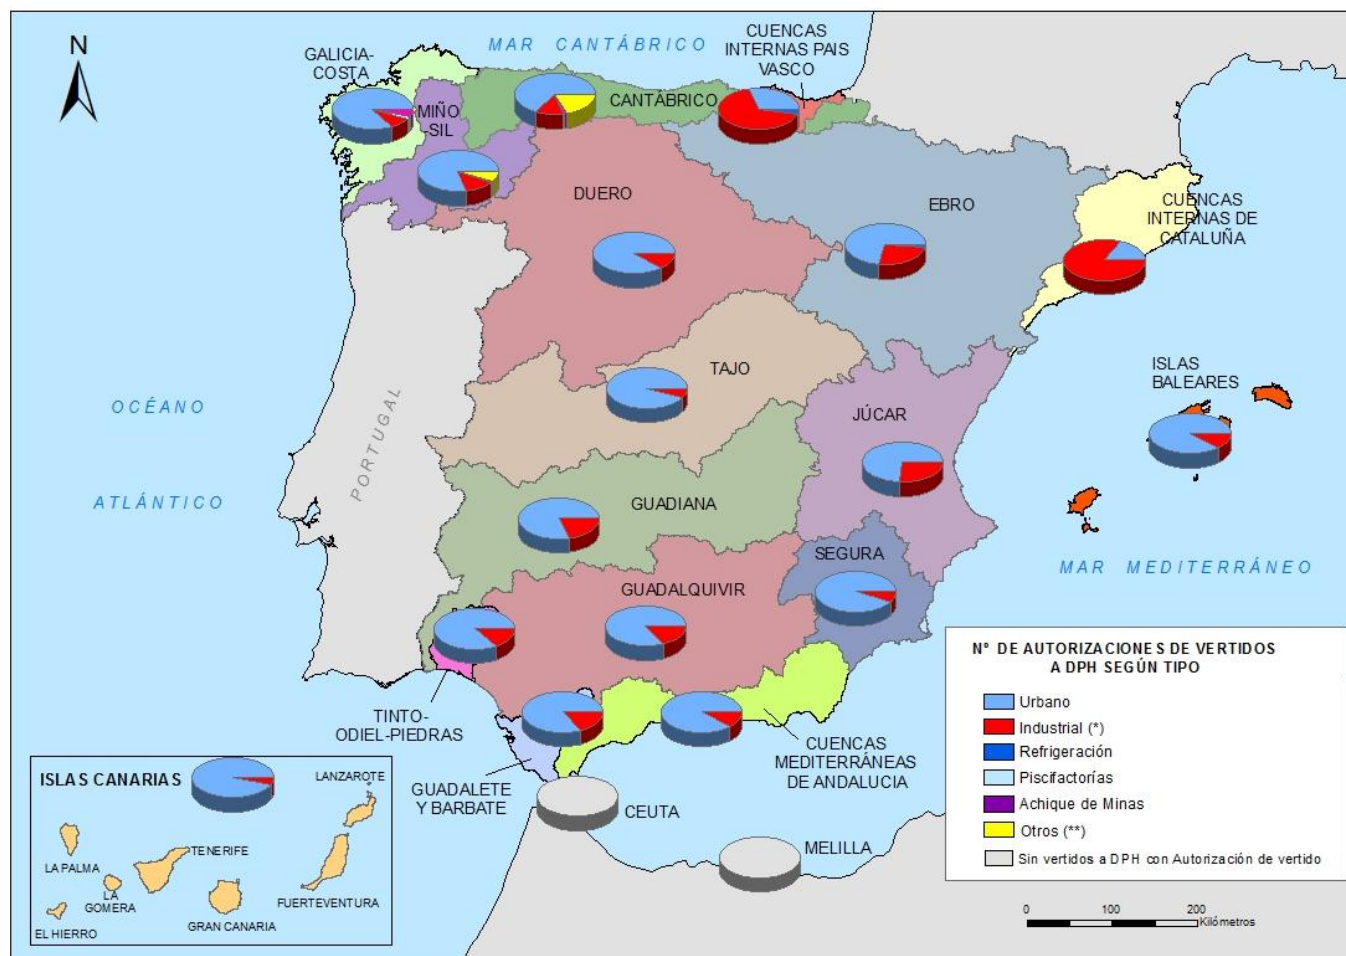 N
MAR CANTÁBRICO
CUENCAS
INTERNAS PAIS
VASCO
GALICIA-
COSTA
MIÑO
SIL
CANTÁBRICO
DUERO
EBRO
CUENCAS
INTERNAS DE
CATALUÑA
TAJO
ISLAS
BALEARES
OCÉANO
ATLÁNTICO
PORTUGAL
JÚCAR
GUADIANA
SEGURA
MAR MEDITERRÁNEO
GUADALQUIVIR
TINTO-
ODIEL-PIEDRAS
GUADALETE
Y BARBATE
CUENCAS
MEDITERRÁNEAS
DE ANDALUCIA
CEUTA
MELILLA
ISLAS CANARIAS
LANZAROTE
LA PALMA
TENERIFE
LA
GOMERA
FUERTEVENTURA
EL HIERRO
GRAN CANARIA
Nº DE AUTORIZACIONES DE VERTIDOS
A DPH SEGÚN TIPO
Urbano
Industrial (*)
Refrigeración
Piscifactorías
Achique de Minas
Otros (**)
Sin vertidos a DPH con Autorización de vertido
0 100 200
Kilómetros